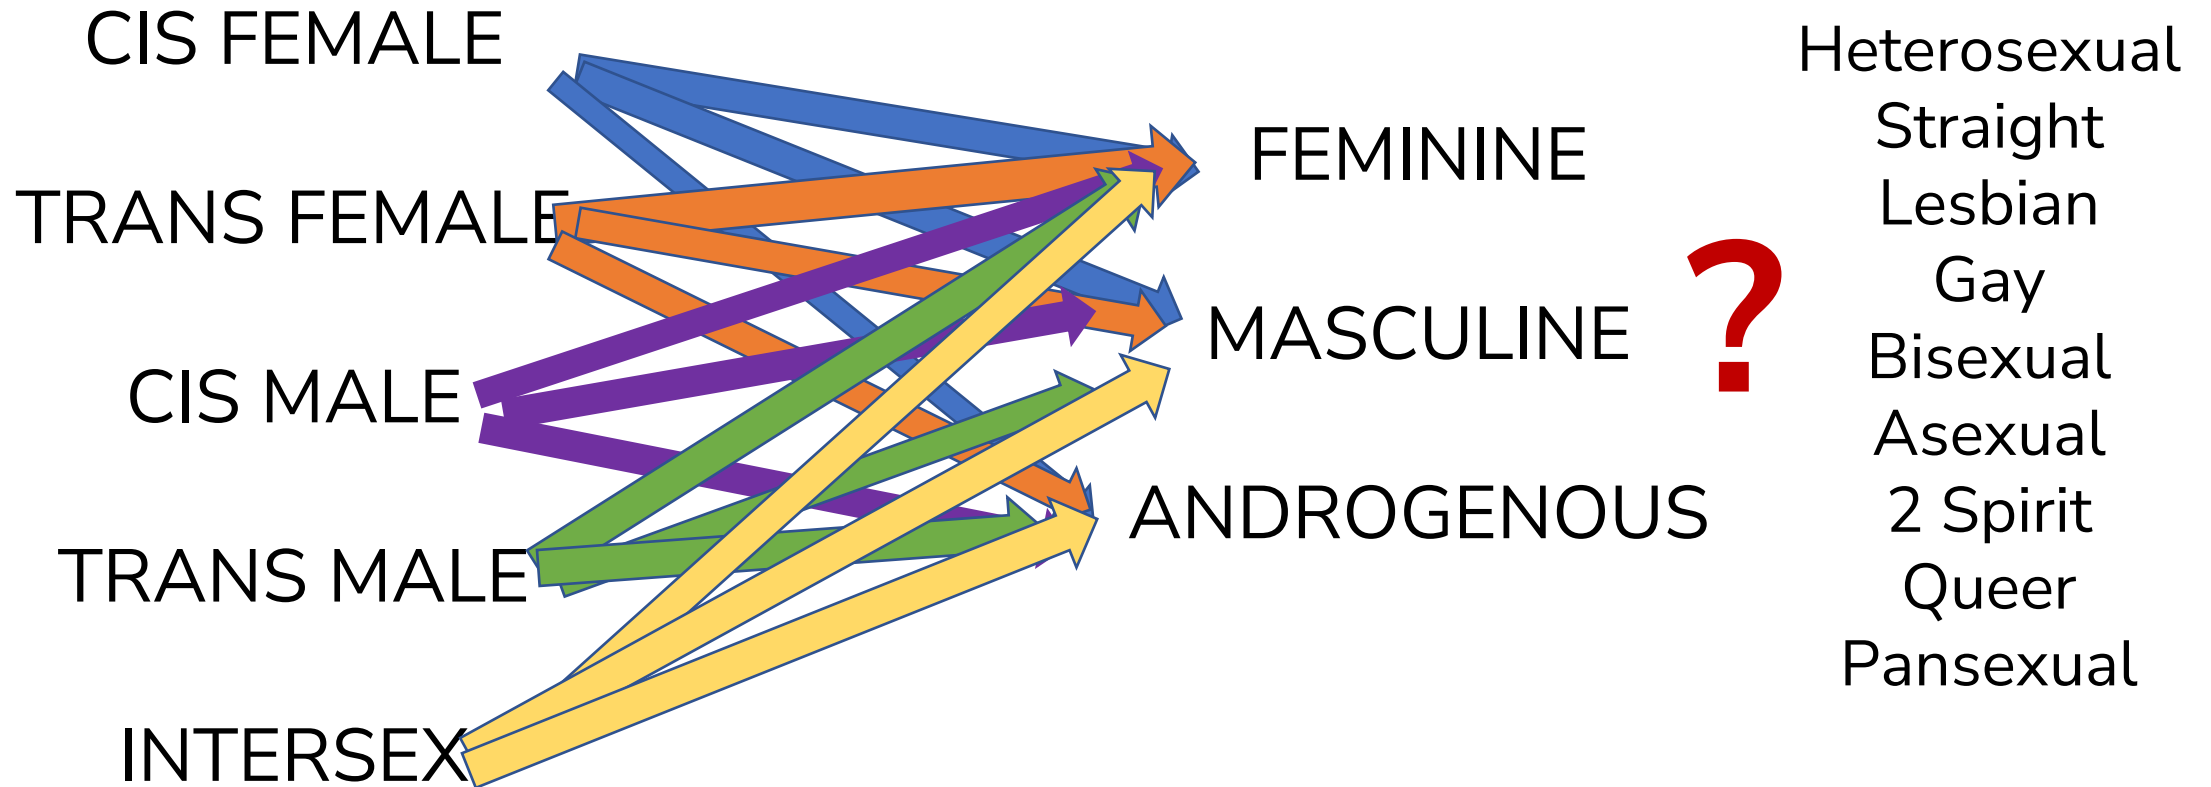 CIS FEMALE
TRANS FEMALE
CIS MALE
TRANS MALE
INTERSEX
FEMININE
MASCULINE
ANDROGENOUS
?
Heterosexual
Straight
Lesbian
Gay
Bisexual
Asexual
2 Spirit
Queer
Pansexual